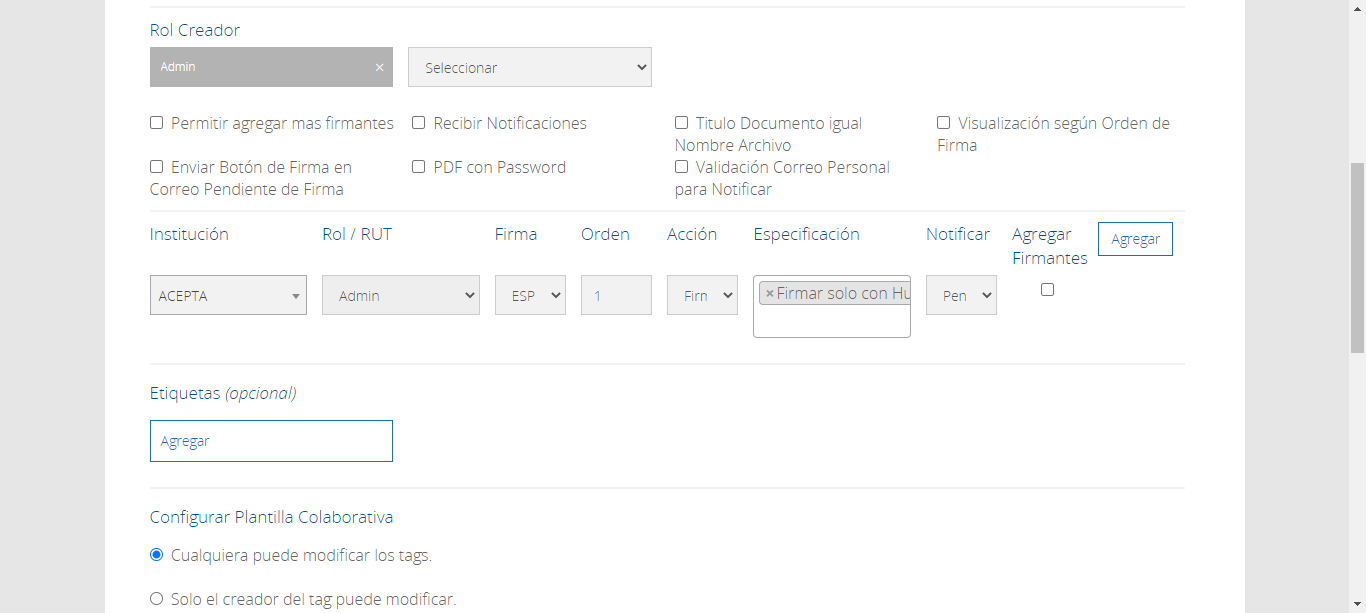 Rol Creador
Admin ×
Seleccionar
Permitir agregar mas firmantes
Recibir Notificaciones
Titulo Documento igual
Nombre Archivo
Visualización según Orden de
Firma
Enviar Botón de Firma en
Correo Pendiente de Firma
PDF con Password
Validación Correo Personal
para Notificar
Institución
Rol / RUT
Firma
Orden
Acción
Especificación
Notificar
Agregar
Firmantes
Agregar
ACEPTA
Admin
ESP
1
Firn
×Firmar solo con Hu
Pen
Etiquetas (opcional)
Agregar
Configurar Plantilla Colaborativa
Cualquiera puede modificar los tags.
Solo el creador del tag puede modificar.